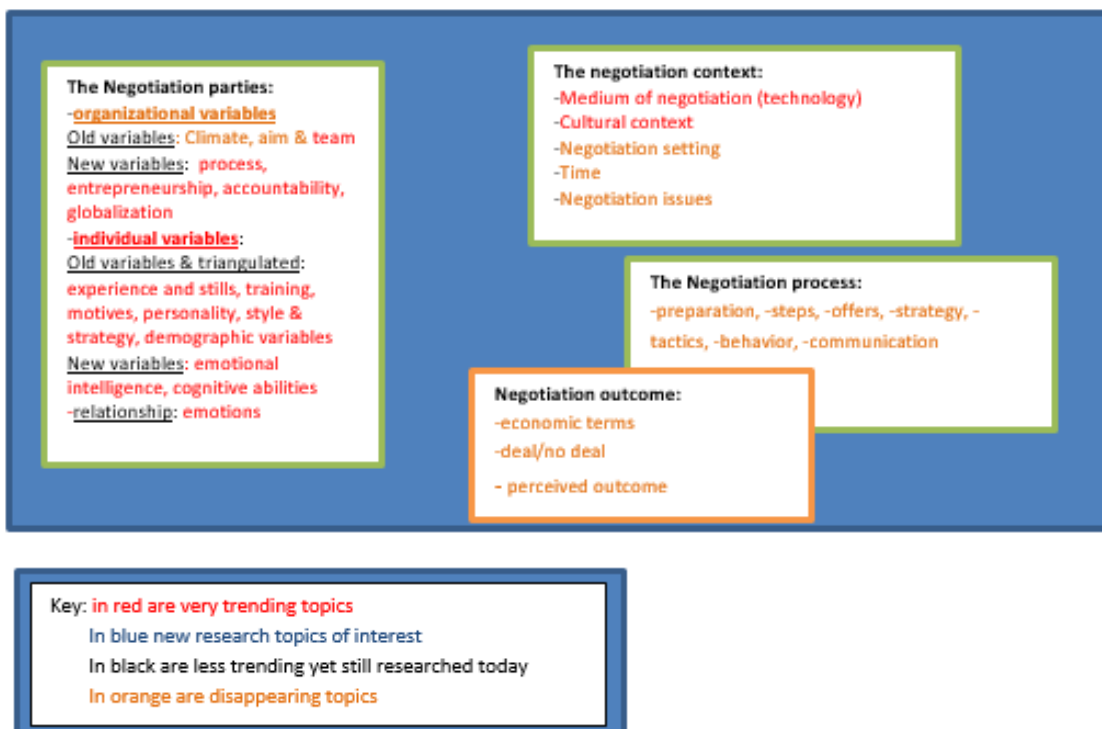 The Negotiation parties:
-organizational variables
Old variables: Climate, aim & team
New variables: process,
entrepreneurship, accountability,
globalization
-individual variables:
Old variables & triangulated:
experience and stills, training,
motives, personality, style &
strategy, demographic variables
New variables: emotional
intelligence, cognitive abilities
-relationship: emotions
The negotiation context:
-Medium of negotiation (technology)
-Cultural context
-Negotiation setting
-Time
-Negotiation issues
The Negotiation process:
-preparation, -steps, -offers, -strategy, -
tactics, -behavior, -communication
Negotiation outcome:
-economic terms
-deal/no deal
- perceived outcome
Key: in red are very trending topics
In blue new research topics of interest
In black are less trending yet still researched today
In orange are disappearing topics